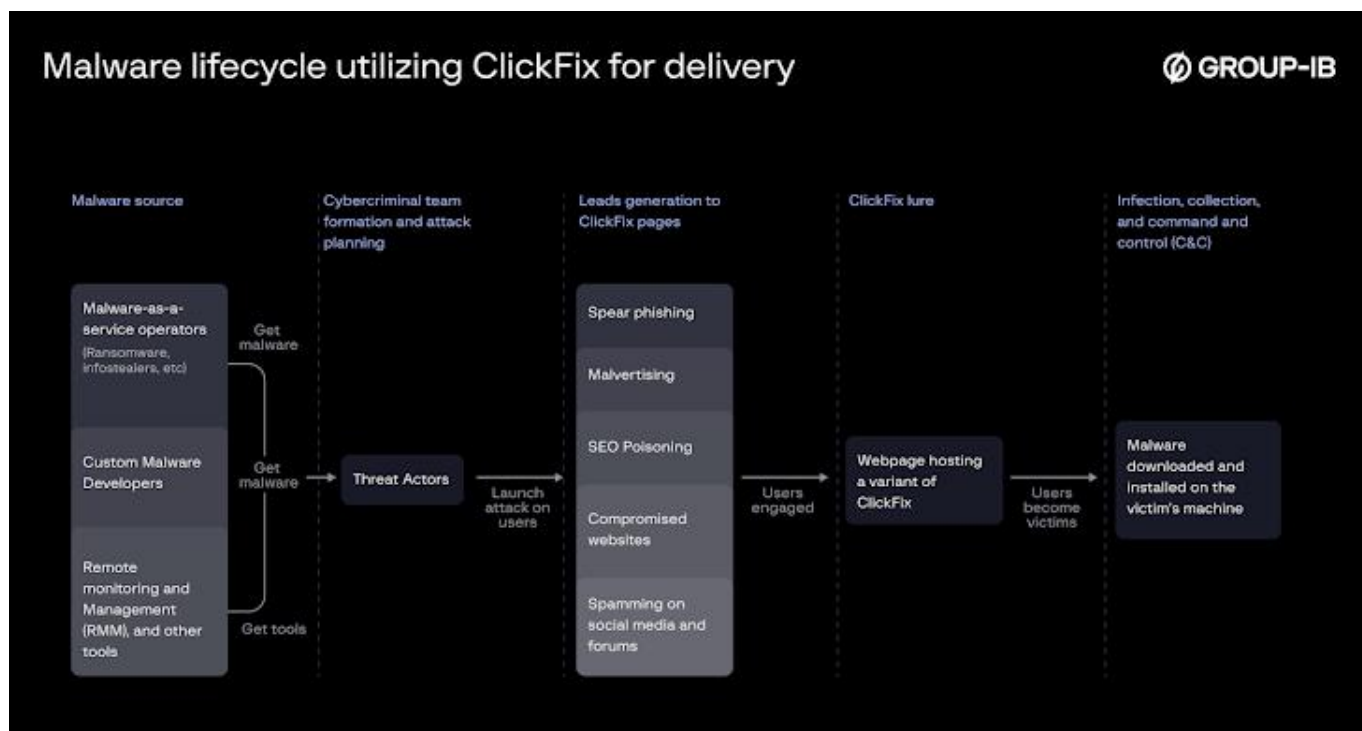 Malware lifecycle utilizing ClickFix for delivery
GROUP-IB
Malware source
Cybercriminal team
formation and attack
planning
Leads generation to
ClickFix pages
ClickFix lure
Infection, collection,
and command and
control (C&C)
Malware-as-a-
service operators
(Ransomware,
infostealers, etc)
Custom Malware
Developers
Remote
monitoring and
Management
(RMM), and other
tools
Get
malware
Get
malware
Get tools
Threat Actors
Launch
attack on
users
Spear phishing
Malvertising
SEO Poisoning
Compromised
websites
Spamming on
social media and
forums
Users
engaged
Webpage hosting
a variant of
ClickFix
Users
become
victims
Malware
downloaded and
installed on the
victim's machine